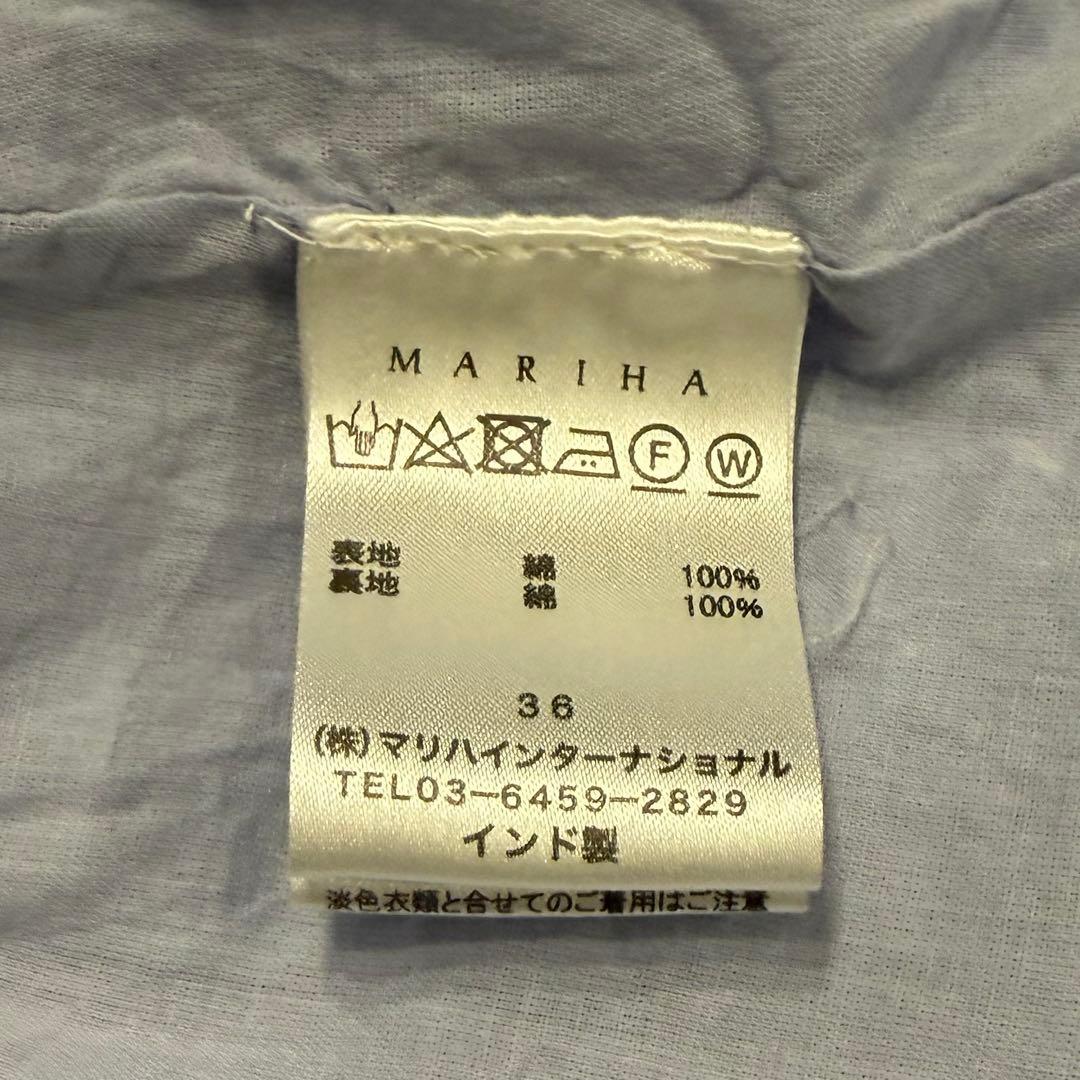 MARIHA
F W
表地 綿 100%
裏地 綿 100%
36
(株)マリハインターナショナル
TEL03-6459-2829
インド製
淡色衣類と合せてのご着用はご注意